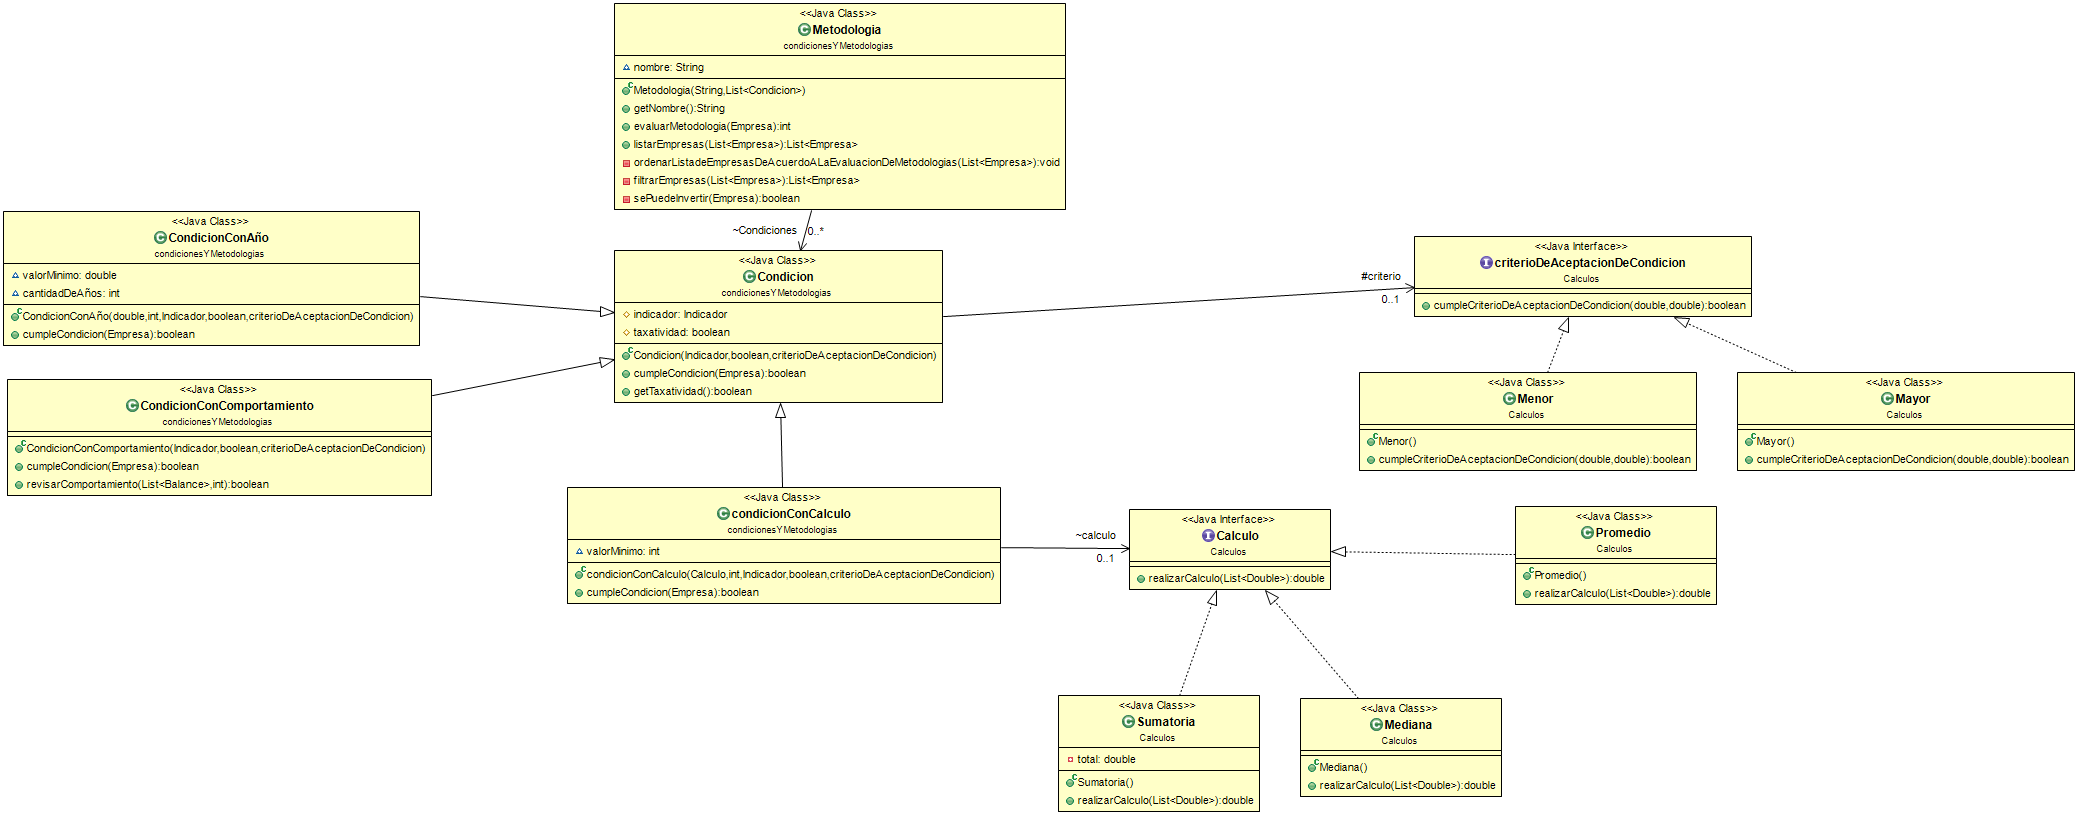 <<Java Class>>
Metodologia
condicionesYMetodologias
nombre: String
Metodologia(String,List<Condicion>)
getNombre():String
evaluarMetodologia(Empresa):int
listarEmpresas(List<Empresa>):List<Empresa>
ordenarListadeEmpresasDeAcuerdoALaEvaluacionDeMetodologias(List<Empresa>):void
filtrarEmpresas(List<Empresa>):List<Empresa>
sePuedeInvertir(Empresa):boolean
~Condiciones
0..*
<<Java Class>>
CondicionConAño
condicionesYMetodologias
valorMinimo: double
cantidadDeAños: int
CondicionConAño(double,int,Indicador,boolean,criterioDeAceptacionDeCondicion)
cumpleCondicion(Empresa):boolean
<<Java Class>>
Condicion
condicionesYMetodologias
indicador: Indicador
taxatividad: boolean
Condicion(Indicador,boolean,criterioDeAceptacionDeCondicion)
cumpleCondicion(Empresa):boolean
getTaxatividad():boolean
#criterio
0..1
<<Java Interface>>
criterioDeAceptacionDeCondicion
Calculos
cumpleCriterioDeAceptacionDeCondicion(double,double):boolean
<<Java Class>>
CondicionConComportamiento
condicionesYMetodologias
CondicionConComportamiento(Indicador,boolean,criterioDeAceptacionDeCondicion)
cumpleCondicion(Empresa):boolean
revisarComportamiento(List<Balance>,int):boolean
<<Java Class>>
Menor
Calculos
Menor()
cumpleCriterioDeAceptacionDeCondicion(double,double):boolean
<<Java Class>>
Mayor
Calculos
Mayor()
cumpleCriterioDeAceptacionDeCondicion(double,double):boolean
<<Java Class>>
condicionConCalculo
condicionesYMetodologias
valorMinimo: int
condicionConCalculo(Calculo,int,Indicador,boolean,criterioDeAceptacionDeCondicion)
cumpleCondicion(Empresa):boolean
~calculo
0..1
<<Java Interface>>
Calculo
Calculos
realizarCalculo(List<Double>):double
<<Java Class>>
Promedio
Calculos
Promedio()
realizarCalculo(List<Double>):double
<<Java Class>>
Sumatoria
Calculos
total: double
Sumatoria()
realizarCalculo(List<Double>):double
<<Java Class>>
Mediana
Calculos
Mediana()
realizarCalculo(List<Double>):double